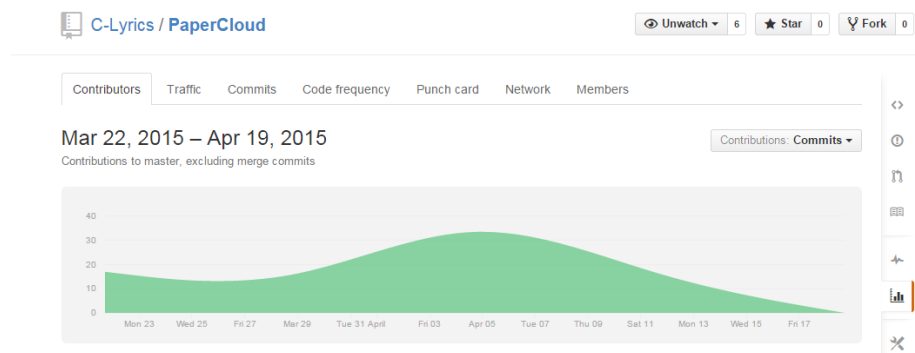 C-Lyrics / PaperCloud
Unwatch 6 Star 0 Fork 0
Contributors Traffic Commits Code frequency Punch card Network Members
Mar 22, 2015 – Apr 19, 2015
Contributions: Commits
Contributions to master, excluding merge commits
40
30
20
10
0
Mon 23 Wed 25 Fri 27 Mar 29 Tue 31 April Fri 03 Apr 05 Tue 07 Thu 09 Sat 11 Mon 13 Wed 15 Fri 17